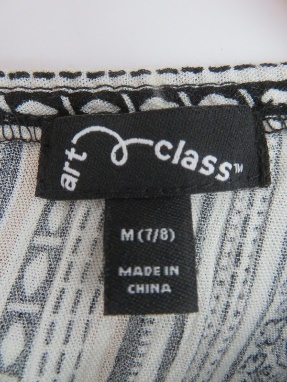 art class™
M (7/8)
MADE IN
CHINA